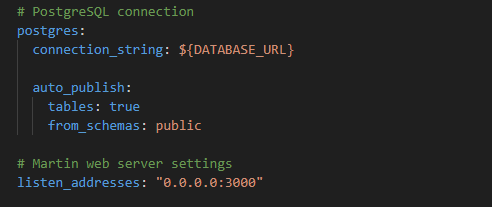 # PostgreSQL connection
postgres:
  connection_string: ${DATABASE_URL}

  auto_publish:
    tables: true
    from_schemas: public

# Martin web server settings
listen_addresses: "0.0.0.0:3000"